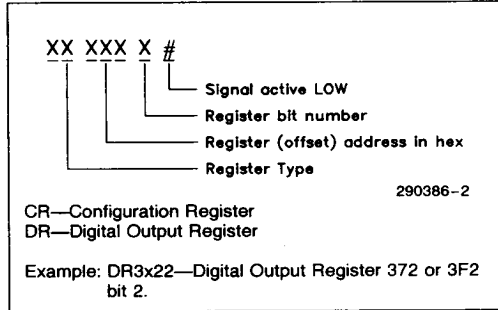 XX XXX X #
Signal active LOW
Register bit number
Register (offset) address in hex
Register Type
290386-2
CR—Configuration Register
DR—Digital Output Register
Example: DR3x22—Digital Output Register 372 or 3F2
bit 2.